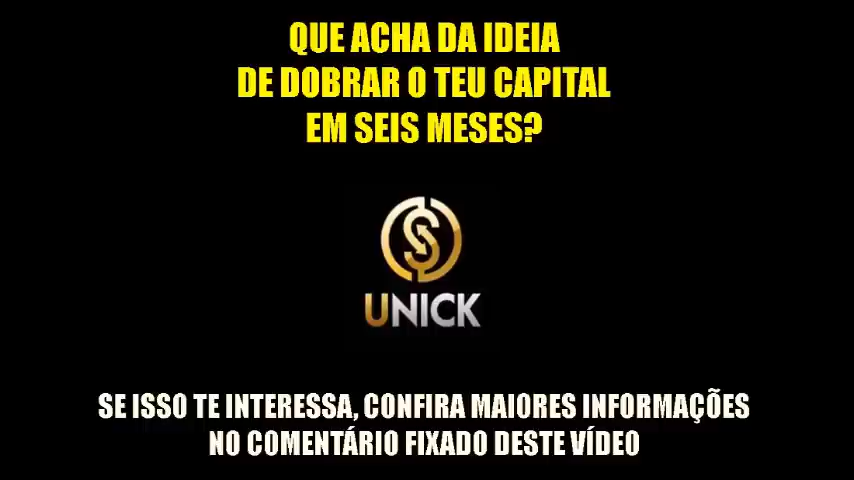 QUE ACHA DA IDEIA
DE DOBRAR O TEU CAPITAL
EM SEIS MESES?
UNICK
SE ISSO TE INTERESSA, CONFIRA MAIORES INFORMAÇÕES
NO COMENTÁRIO FIXADO DESTE VÍDEO